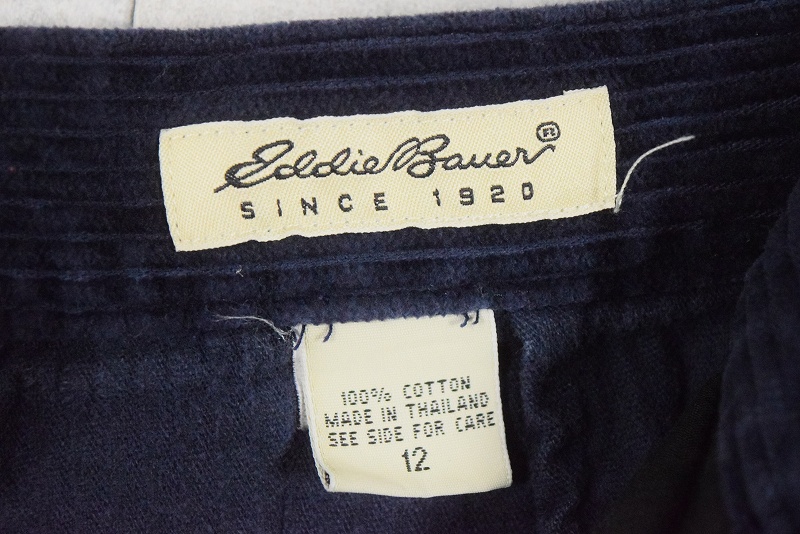 Eddie Bauer®
SINCE 1920
100% COTTON
MADE IN THAILAND
SEE SIDE FOR CARE
12